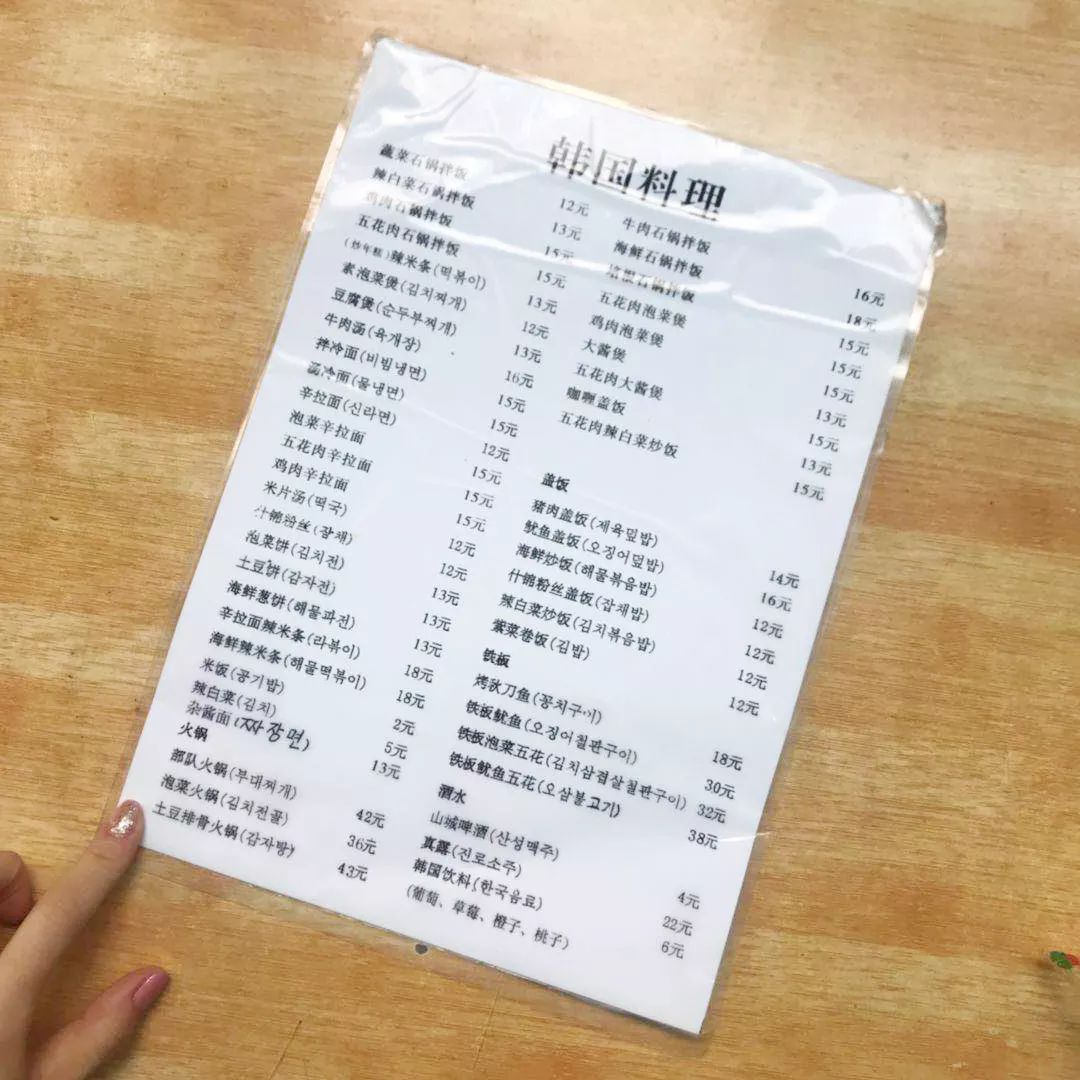 韩国料理
蔬菜石锅拌饭 12元
辣白菜石锅拌饭 13元
鸡肉石锅拌饭 15元
五花肉石锅拌饭 15元
(炒年糕)辣米条(떡볶이) 13元
素泡菜煲(김치찌개) 12元
豆腐煲(순두부찌개) 13元
牛肉汤(육개장) 16元
拌冷面(비빔냉면) 15元
汤冷面(물냉면) 15元
辛拉面(신라면) 12元
泡菜辛拉面 15元
五花肉辛拉面 15元
鸡肉辛拉面 15元
米片汤(떡국) 12元
什锦粉丝(잡채) 12元
泡菜饼(김치전) 13元
土豆饼(감자전) 13元
海鲜葱饼(해물파전) 13元
辛拉面辣米条(라볶이) 18元
海鲜辣米条(해물떡볶이) 18元
米饭(공기밥) 2元
辣白菜(김치) 5元
杂酱面(짜장면) 13元
火锅
部队火锅(부대찌개) 42元
泡菜火锅(김치전골) 36元
土豆排骨火锅(감자탕) 43元
牛肉石锅拌饭 16元
海鲜石锅拌饭 18元
培根石锅拌饭 15元
五花肉泡菜煲 15元
鸡肉泡菜煲 15元
大酱煲 13元
五花肉大酱煲 15元
咖喱盖饭 13元
五花肉辣白菜炒饭 15元
盖饭
猪肉盖饭(제육덮밥) 14元
鱿鱼盖饭(오징어덮밥) 16元
海鲜炒饭(해물볶음밥) 12元
什锦粉丝盖饭(잡채밥) 12元
辣白菜炒饭(김치볶음밥) 12元
紫菜卷饭(김밥) 12元
铁板
烤秋刀鱼(꽁치구이) 18元
铁板鱿鱼(오징어철판구이) 30元
铁板泡菜五花(김치삼겹살철판구이) 32元
铁板鱿鱼五花(오삼불고기) 38元
酒水
山城啤酒(산성맥주) 4元
真露(진로소주) 22元
韩国饮料(한국음료) 6元
(葡萄、草莓、橙子、桃子)